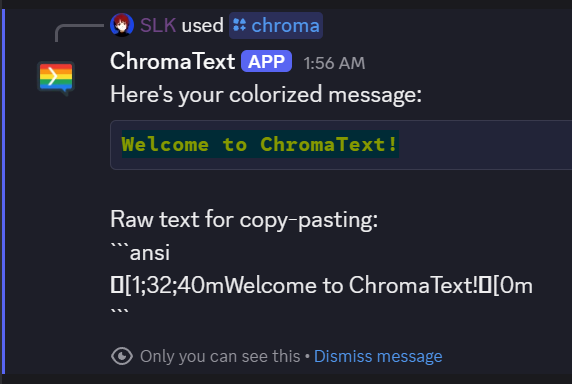 SLK used chroma
ChromaText APP 1:56 AM
Here's your colorized message:
Welcome to ChromaText!
Raw text for copy-pasting:
```ansi
▯[1;32;40mWelcome to ChromaText!▯[0m
```
Only you can see this • Dismiss message